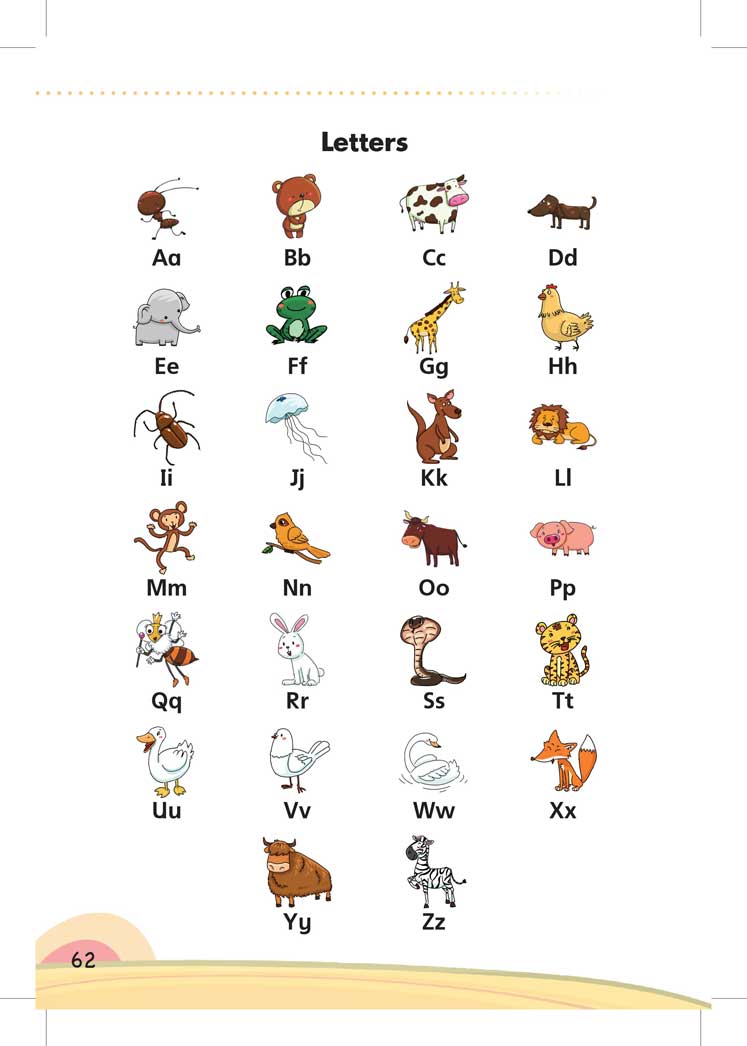 Letters
Aa Bb Cc Dd
Ee Ff Gg Hh
Ii Jj Kk Ll
Mm Nn Oo Pp
Qq Rr Ss Tt
Uu Vv Ww Xx
Yy Zz
62